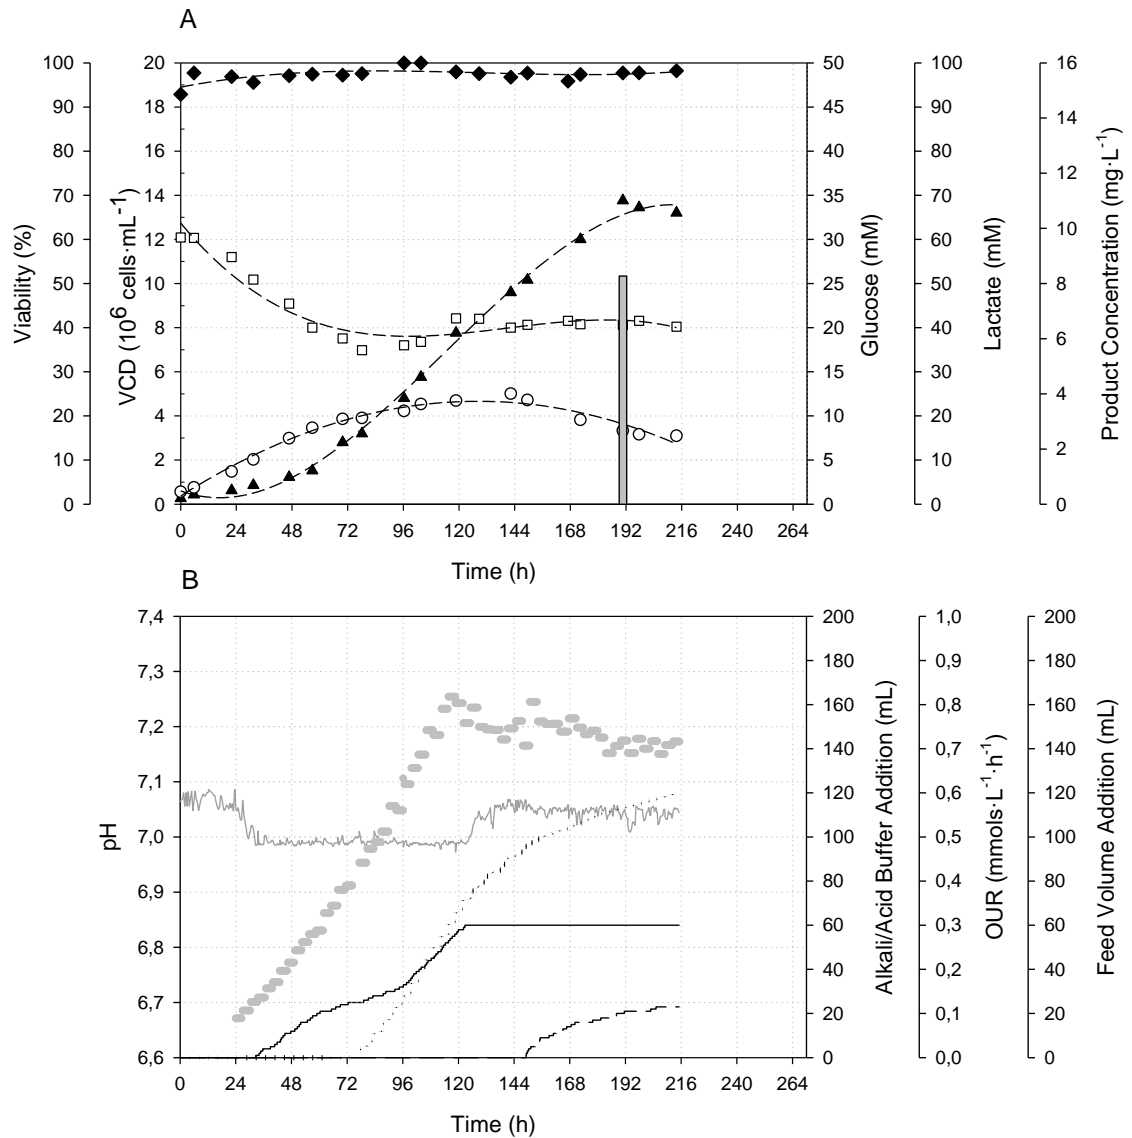 A
100 20 50 100 16
90 18 45 90 14
80 16 40 80 12
70 14 35 70 10
60 12 30 60 8
50 10 25 50 6
40 8 20 40 4
30 6 15 30 2
20 4 10 20 0
10 2 5 10
0 0 0 0
Viability (%)
VCD (10⁶ cells·mL⁻¹)
Glucose (mM)
Lactate (mM)
Product Concentration (mg·L⁻¹)
0 24 48 72 96 120 144 168 192 216 240 264
Time (h)
B
7,4 200 1,0 200
7,3 180 0,9 180
7,2 160 0,8 160
7,1 140 0,7 140
7,0 120 0,6 120
6,9 100 0,5 100
6,8 80 0,4 80
6,7 60 0,3 60
6,6 40 0,2 40
20 0,1 20
0 0,0 0
pH
Alkali/Acid Buffer Addition (mL)
OUR (mmols·L⁻¹·h⁻¹)
Feed Volume Addition (mL)
0 24 48 72 96 120 144 168 192 216 240 264
Time (h)